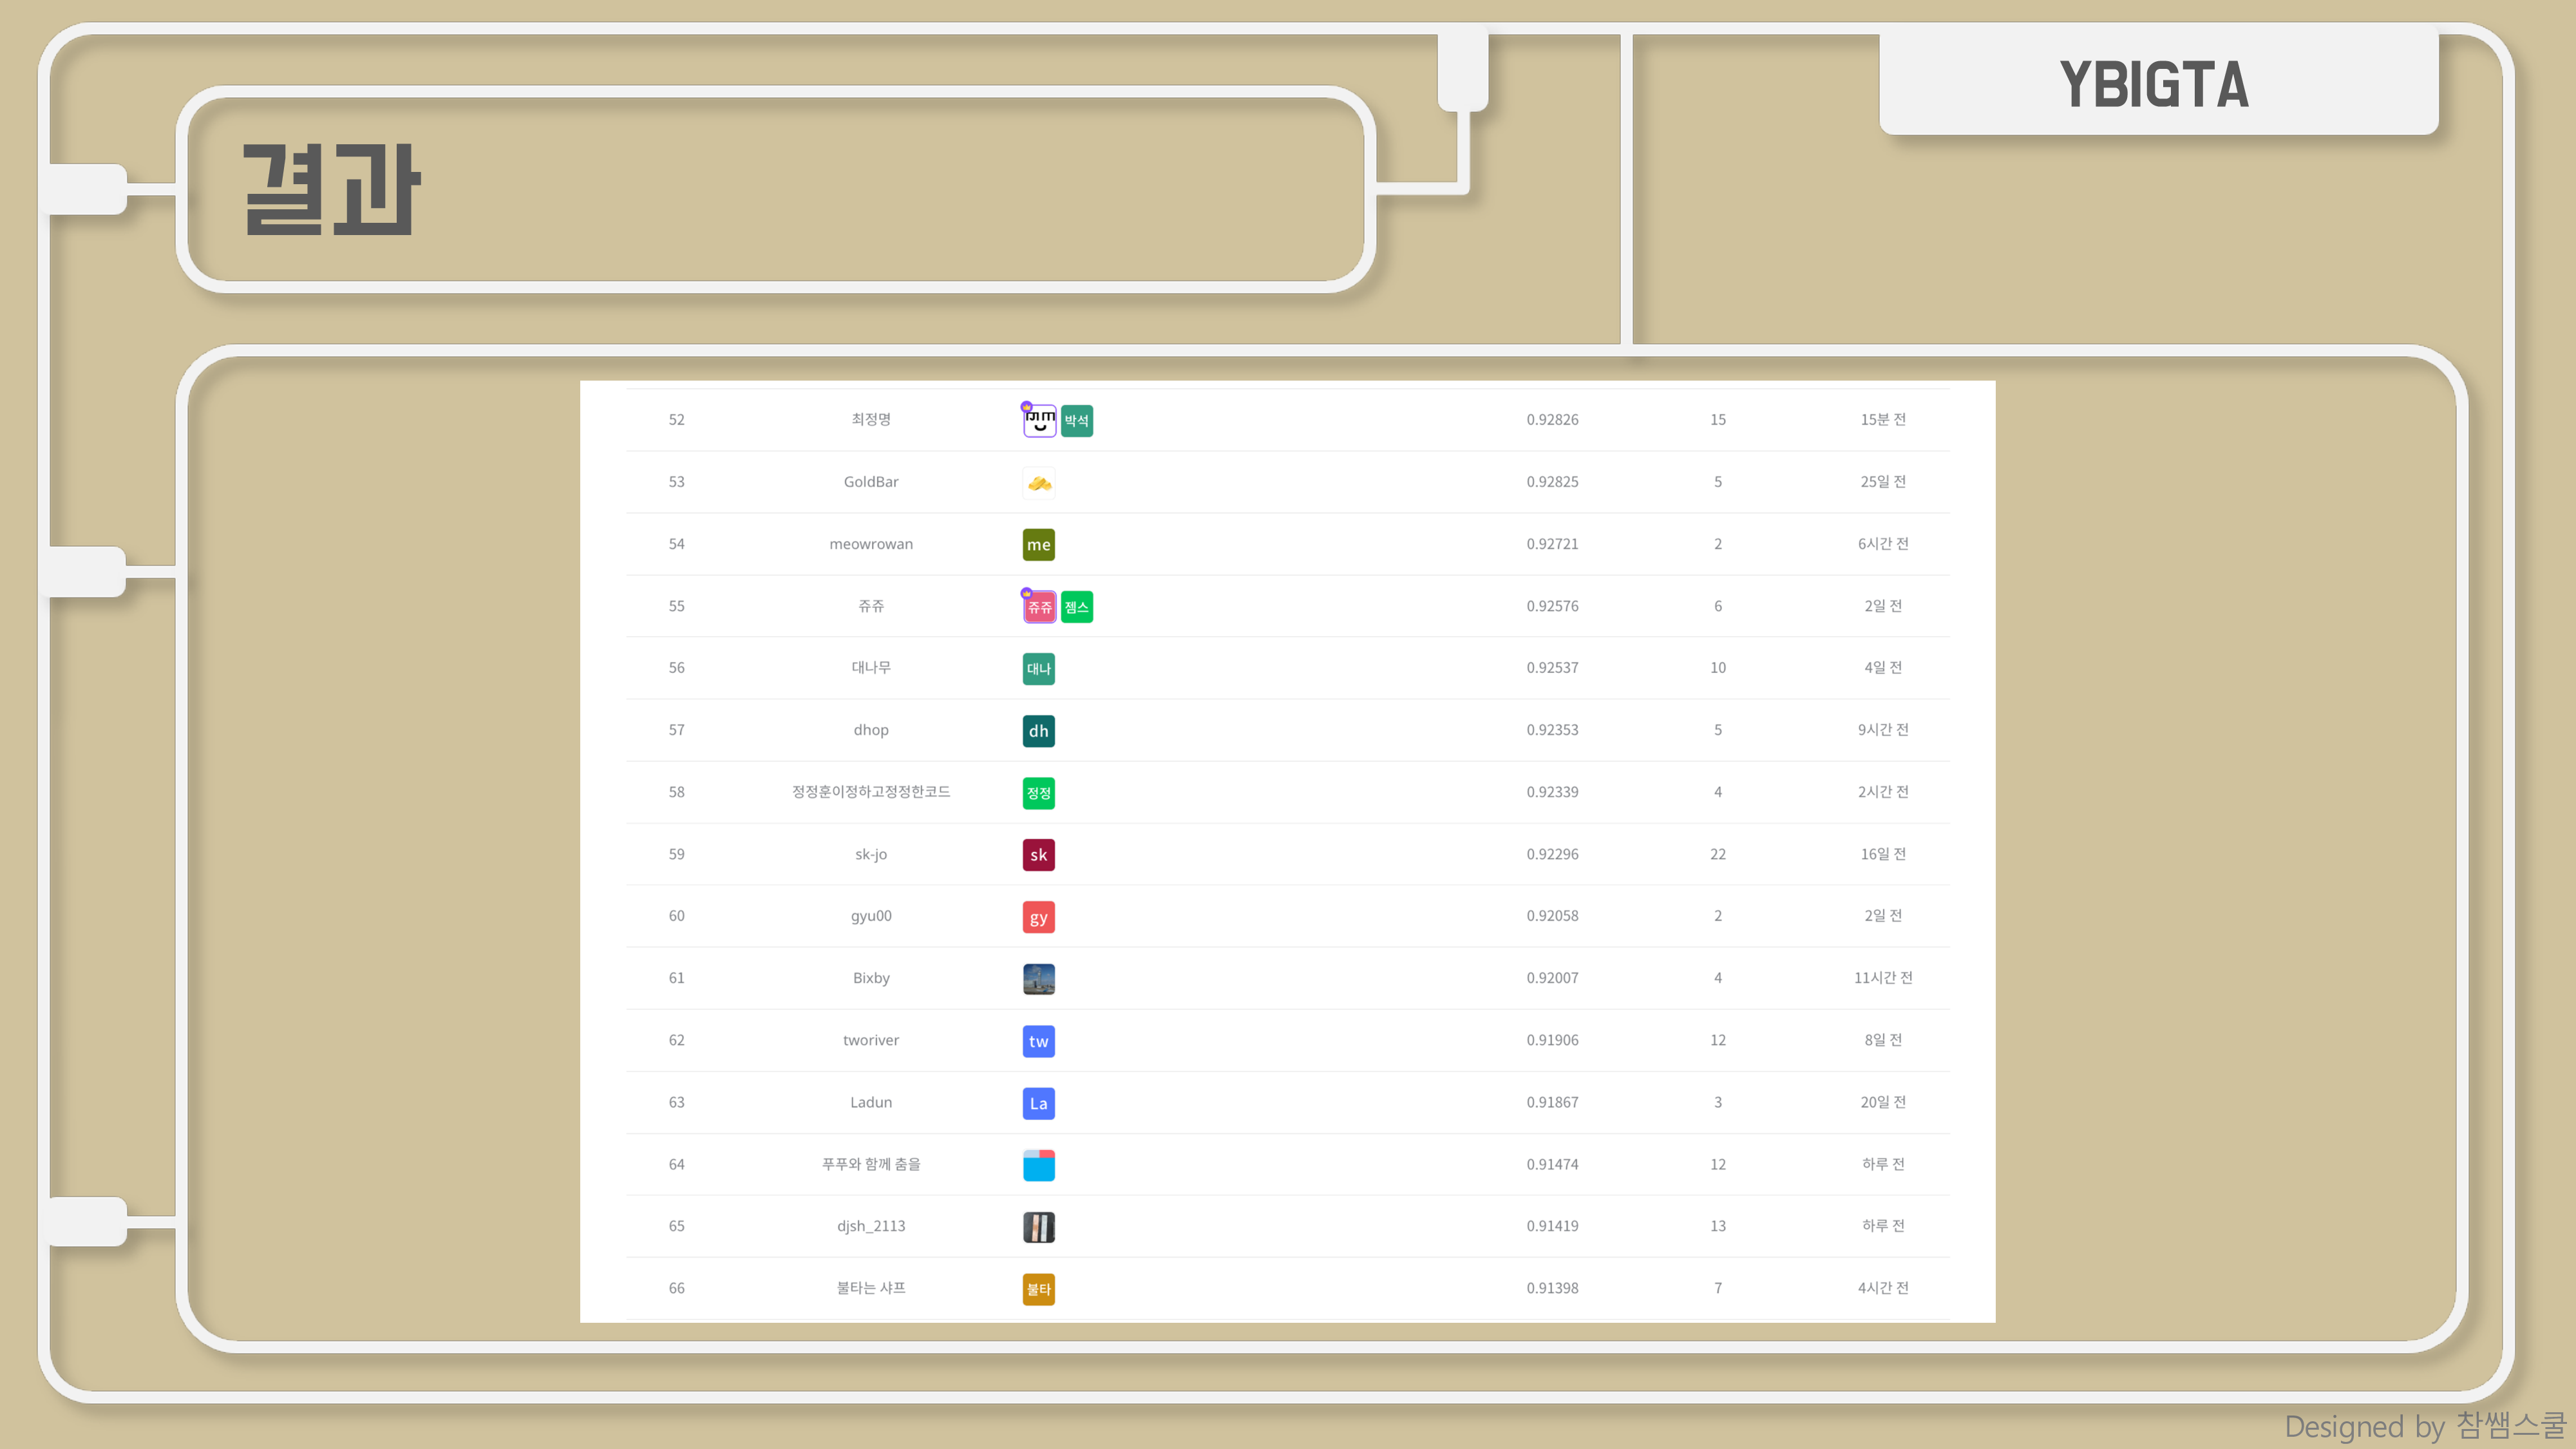 YBIGTA
결과
52 최정명 박석 0.92826 15 15분 전
53 GoldBar 0.92825 5 25일 전
54 meowrowan me 0.92721 2 6시간 전
55 쥬쥬 쥬쥬 젬스 0.92576 6 2일 전
56 대나무 대나 0.92537 10 4일 전
57 dhop dh 0.92353 5 9시간 전
58 정정훈이정하고정정한코드 정정 0.92339 4 2시간 전
59 sk-jo sk 0.92296 22 16일 전
60 gyu00 gy 0.92058 2 2일 전
61 Bixby 0.92007 4 11시간 전
62 tworiver tw 0.91906 12 8일 전
63 Ladun La 0.91867 3 20일 전
64 푸푸와 함께 춤을 0.91474 12 하루 전
65 djsh_2113 0.91419 13 하루 전
66 불타는 샤프 불타 0.91398 7 4시간 전
Designed by 참쌤스쿨